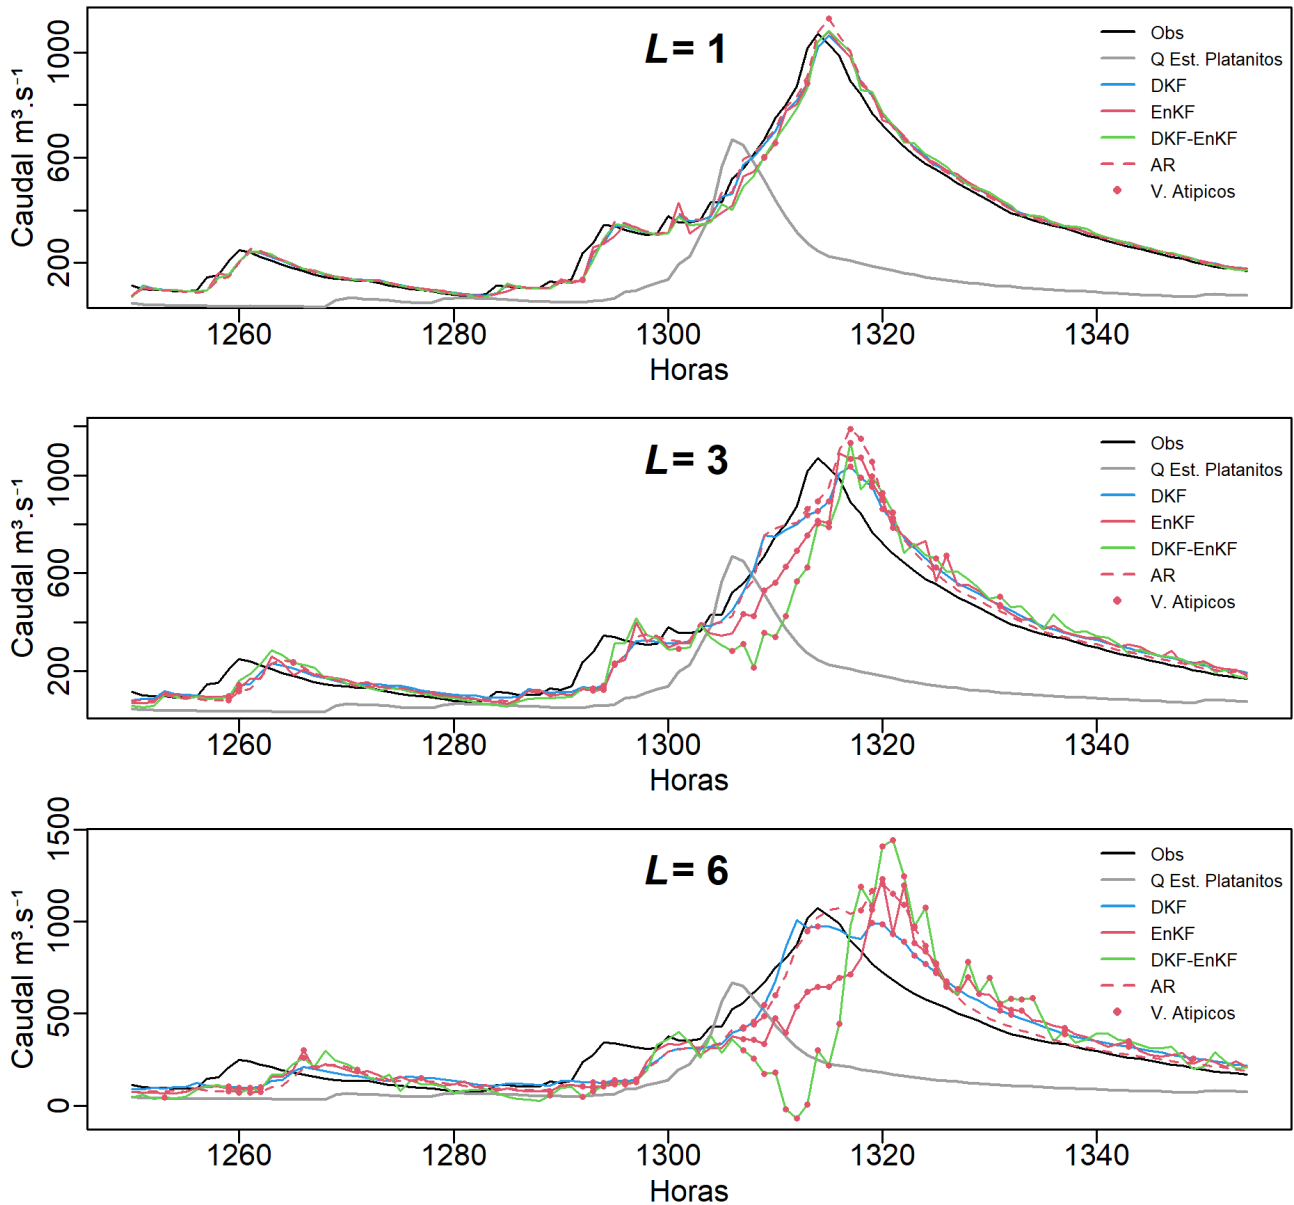 L = 1
Caudal m³.s⁻¹
1000
600
200
Obs
Q Est. Platanitos
DKF
EnKF
DKF-EnKF
AR
V. Atipicos
1260 1280 1300 1320 1340
Horas
L = 3
Caudal m³.s⁻¹
1000
600
200
Obs
Q Est. Platanitos
DKF
EnKF
DKF-EnKF
AR
V. Atipicos
1260 1280 1300 1320 1340
Horas
L = 6
Caudal m³.s⁻¹
1500
1000
500
0
Obs
Q Est. Platanitos
DKF
EnKF
DKF-EnKF
AR
V. Atipicos
1260 1280 1300 1320 1340
Horas